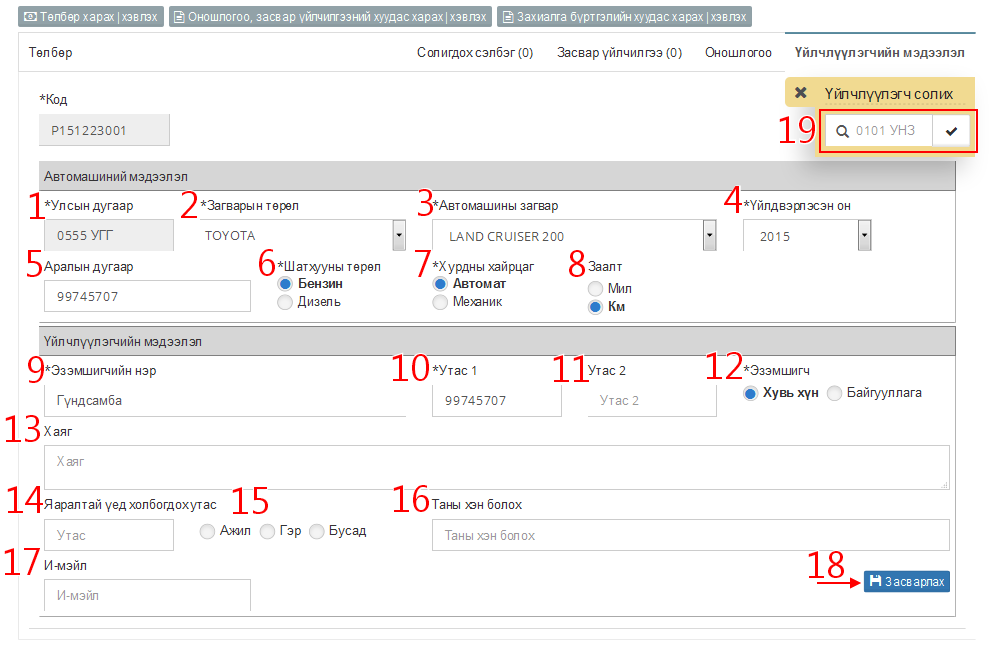 Төлбөр харах | хэвлэх Оношлогоо, засвар үйлчилгээний хуудас харах | хэвлэх Захиалга бүртгэлийн хуудас харах | хэвлэх
Төлбөр Солигдох сэлбэг (0) Засвар үйлчилгээ (0) Оношлогоо Үйлчлүүлэгчийн мэдээлэл
Үйлчлүүлэгч солих
19 0101 УНЗ
*Код
P151223001
Автомашиний мэдээлэл
1 *Улсын дугаар 2 *Загварын төрөл 3 *Автомашины загвар 4 *Үйлдвэрлэсэн он
0555 УГГ TOYOTA LAND CRUISER 200 2015
5 Аралын дугаар 6 *Шатхууны төрөл 7 *Хурдны хайрцаг 8 Заалт
99745707 Бензин Автомат Мил
Дизель Механик Км
Үйлчлүүлэгчийн мэдээлэл
9 *Эзэмшигчийн нэр 10 *Утас 1 11 Утас 2 12 *Эзэмшигч
Гүндсамба 99745707 Утас 2 Хувь хүн Байгууллага
13 Хаяг
Хаяг
14 Яаралтай үед холбогдох утас 15 16 Таны хэн болох
Утас Ажил Гэр Бусад Таны хэн болох
17 И-мэйл
И-мэйл
18 Засварлах